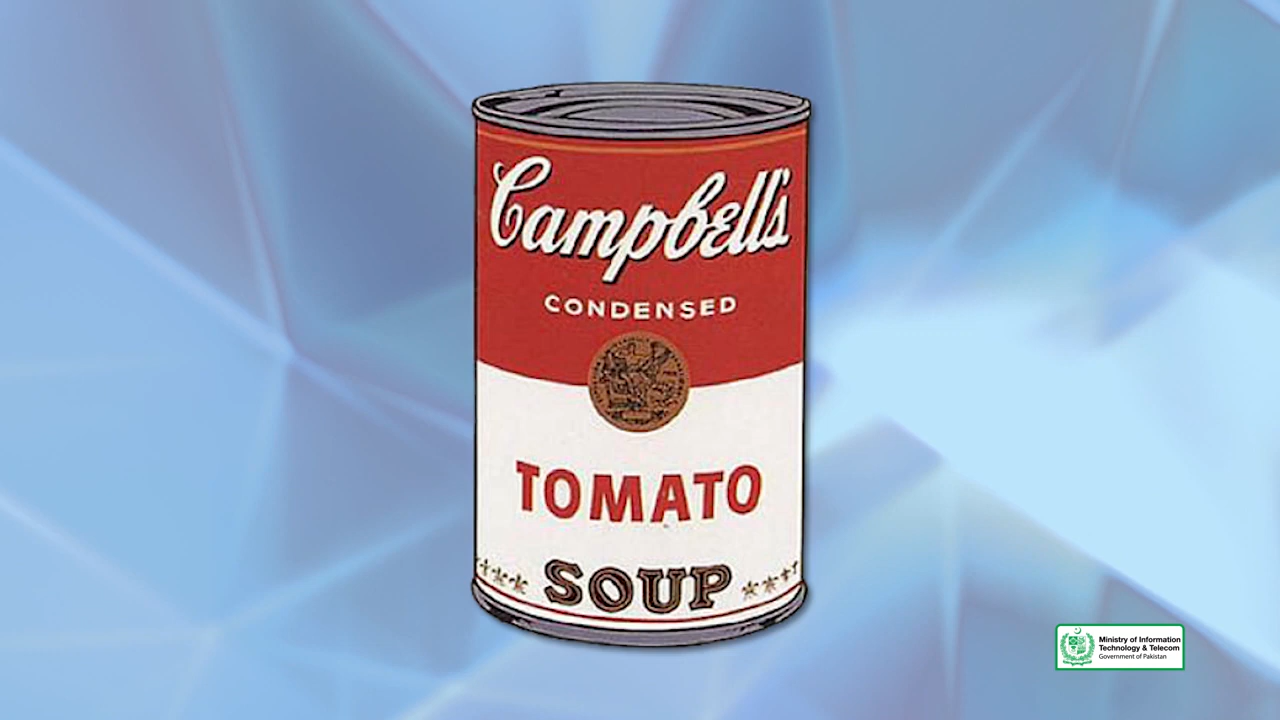 Campbell's
CONDENSED
TOMATO
SOUP
Ministry of Information
Technology & Telecom
Government of Pakistan